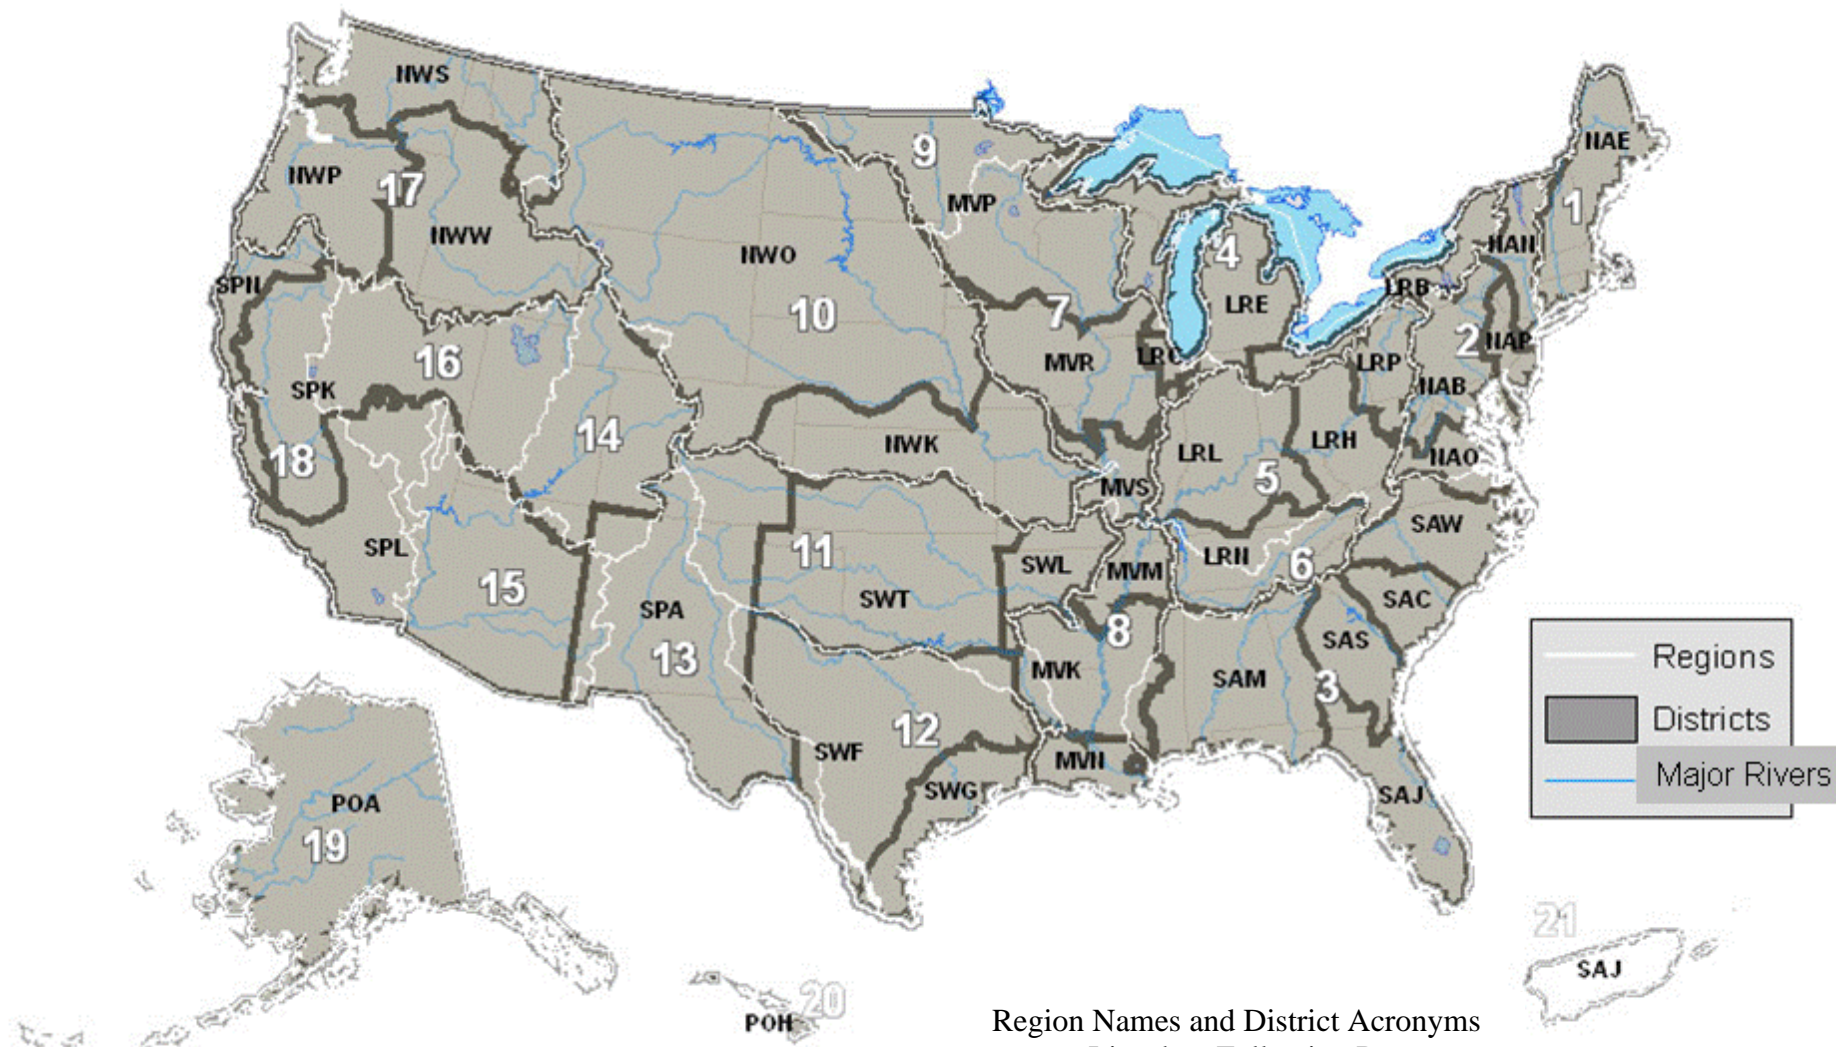 NWS
NAE
9
NWP
17
MVP
1
NWW
NAN
4
NWO
SPN
LRB
LRE
10
7
2
NAP
16
MVR
LRC
LRP
SPK
NAB
14
NWK
LRL
LRH
18
NAO
5
MVS
SAW
SPL
11
SWL
LRN
6
MVM
15
SWT
SPA
SAC
8
SAS
13
MVK
SAM
3
12
SWF
MVN
SWG
SAJ
POA
19
Regions
Districts
Major Rivers
21
SAJ
20
POH
Region Names and District Acronyms